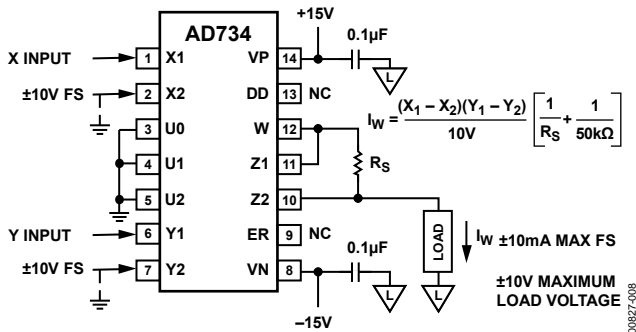 +15V
AD734
0.1µF
X INPUT 1 X1 VP 14 L
±10V FS 2 X2 DD 13 NC
3 U0 W 12
I_W = (X₁ – X₂)(Y₁ – Y₂) / 10V [1 / R_S + 1 / 50kΩ]
4 U1 Z1 11 R_S
5 U2 Z2 10
Y INPUT 6 Y1 ER 9 NC
LOAD I_W ±10mA MAX FS
0.1µF
±10V FS 7 Y2 VN 8 L L
±10V MAXIMUM
LOAD VOLTAGE
–15V
00827-008